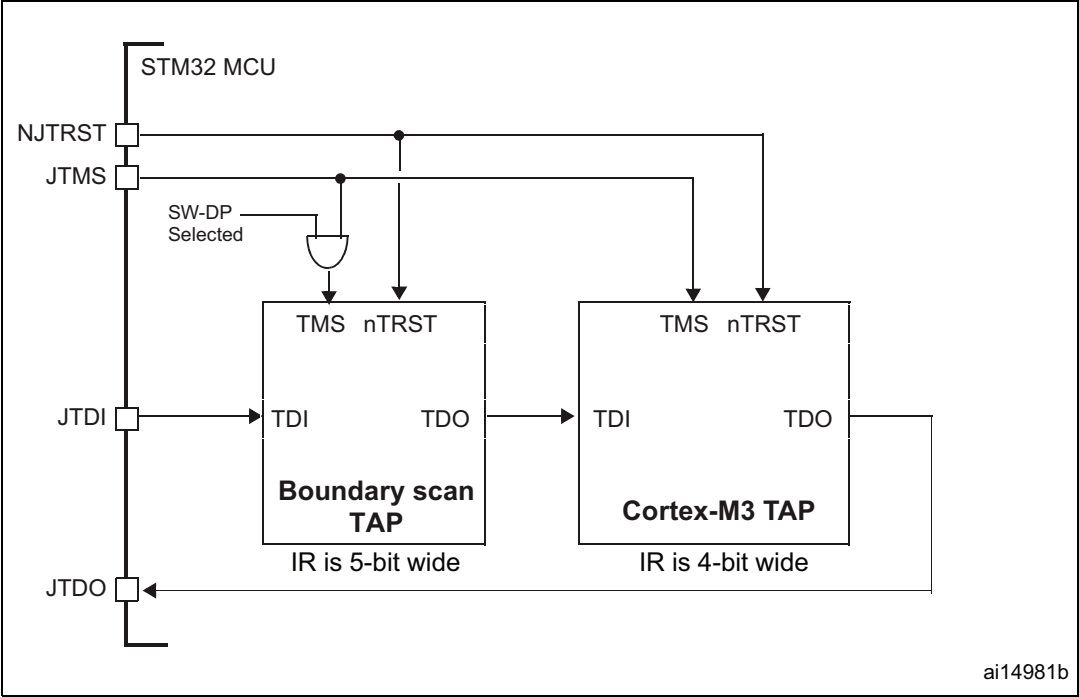 STM32 MCU
NJTRST
JTMS
SW-DP
Selected
TMS nTRST
TMS nTRST
JTDI
TDI
TDO
TDI
TDO
Boundary scan
TAP
Cortex-M3 TAP
IR is 5-bit wide
IR is 4-bit wide
JTDO
ai14981b